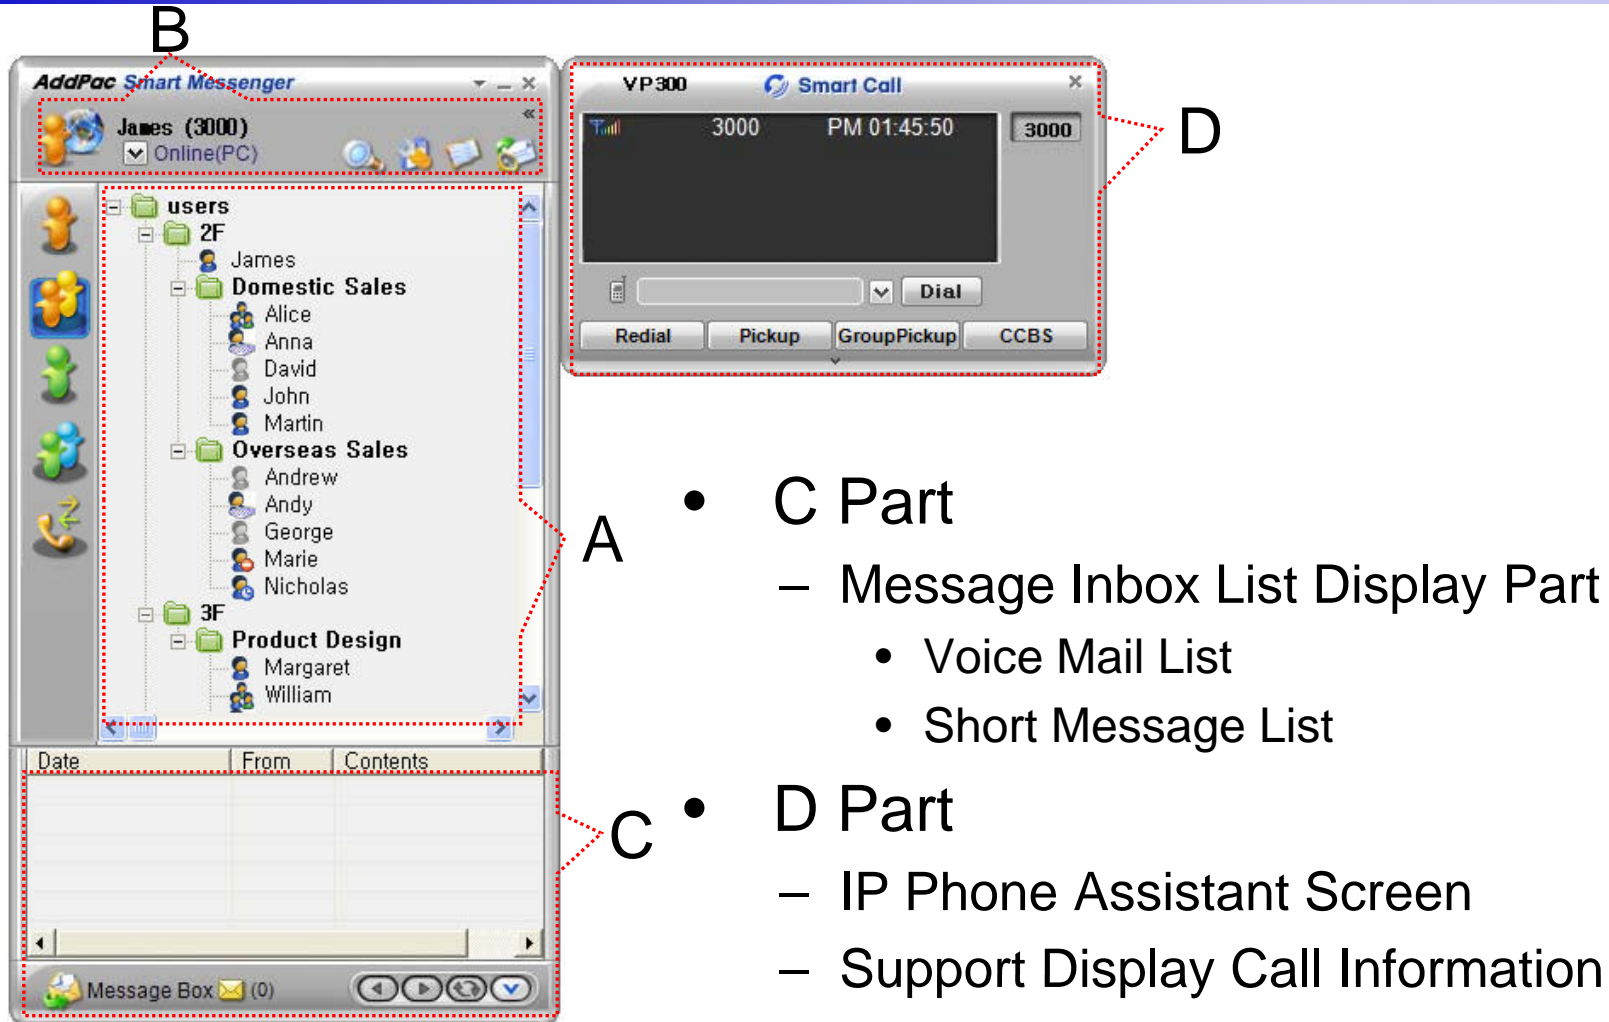 B
AddPac Smart Messenger
James (3000)
Online(PC)
users
2F
James
Domestic Sales
Alice
Anna
David
John
Martin
Overseas Sales
Andrew
Andy
George
Marie
Nicholas
3F
Product Design
Margaret
William
A
Date From Contents
C
Message Box (0)
VP300 Smart Call
3000 PM 01:45:50 3000
Dial
Redial Pickup GroupPickup CCBS
D
• C Part
– Message Inbox List Display Part
• Voice Mail List
• Short Message List
• D Part
– IP Phone Assistant Screen
– Support Display Call Information